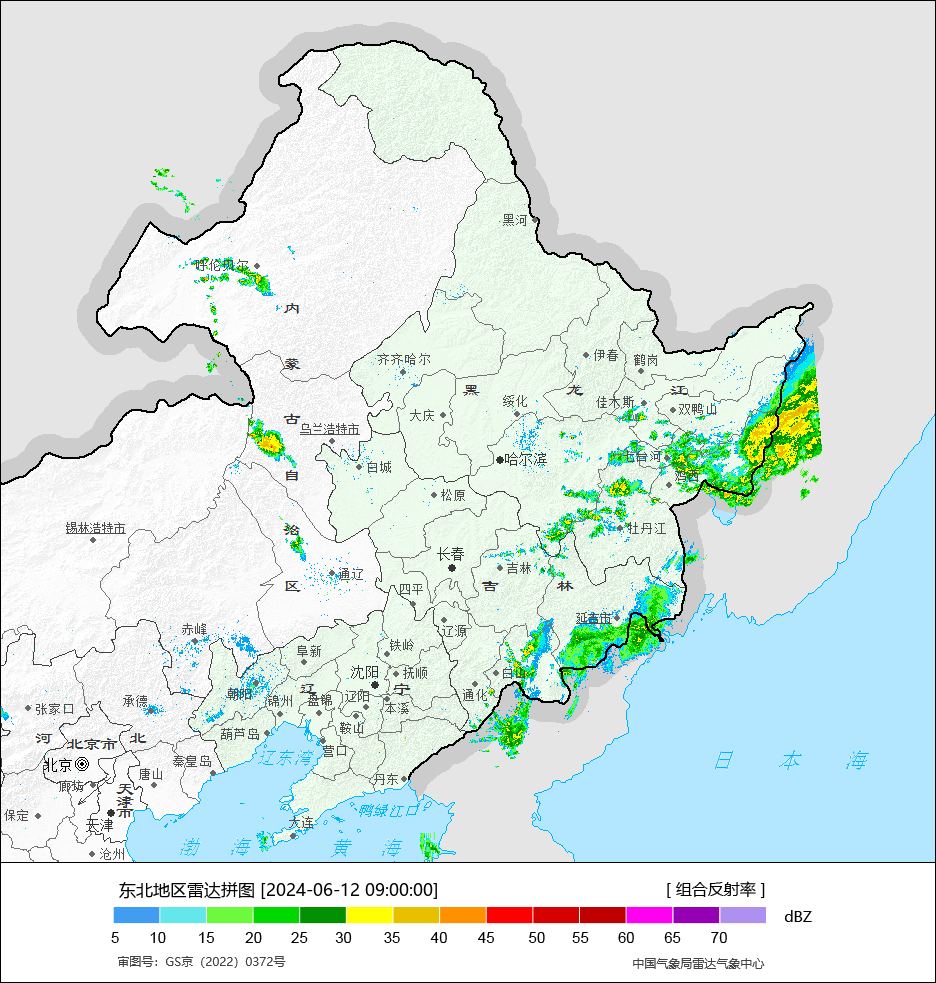 黑河
呼伦贝尔
内
蒙
古
自
治
区
齐齐哈尔
伊春
鹤岗
黑
龙
江
绥化
佳木斯
双鸭山
大庆
乌兰浩特市
哈尔滨
七台河
鸡西
白城
松原
锡林浩特市
牡丹江
长春
吉林
吉
林
通辽
四平
延吉市
辽源
赤峰
铁岭
阜新
沈阳
抚顺
白山
通化
朝阳
辽
宁
锦州
盘锦
辽阳
本溪
承德
张家口
鞍山
葫芦岛
河
北京市
北
营口
辽东湾
日
本
海
北京
秦皇岛
唐山
丹东
廊坊
天
津
市
鸭绿江口
保定
天津
大连
渤
海
黄
海
沧州
东北地区雷达拼图 [2024-06-12 09:00:00]
[ 组合反射率 ]
dBZ
5 10 15 20 25 30 35 40 45 50 55 60 65 70
审图号：GS京（2022）0372号
中国气象局雷达气象中心